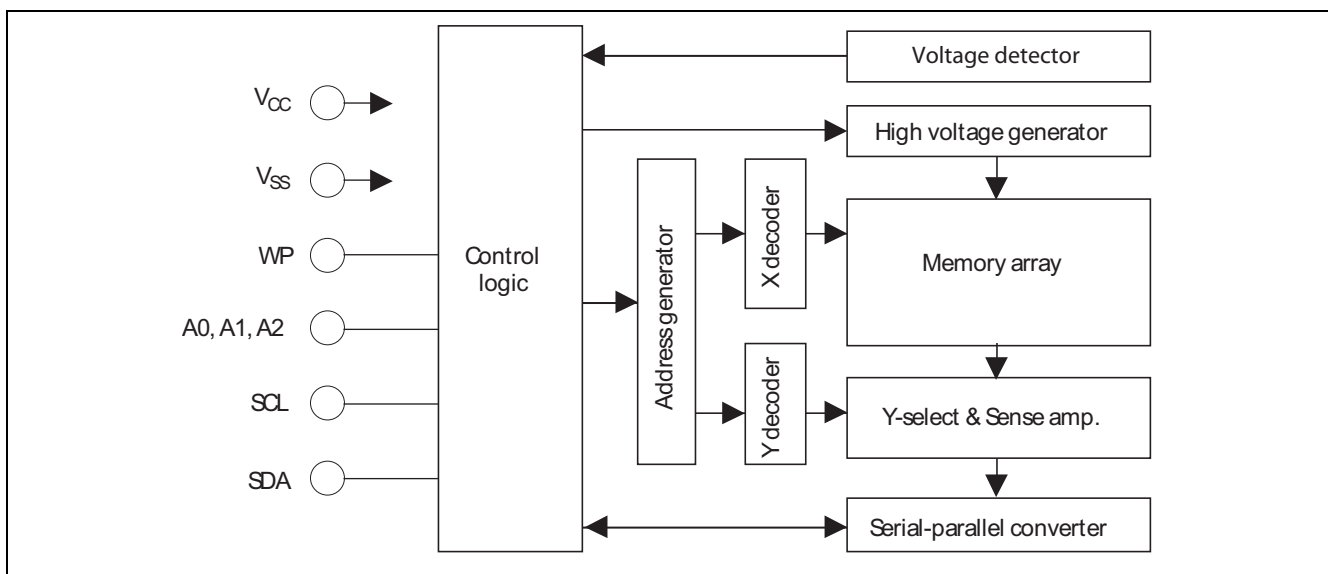 Voltage detector
VCC
High voltage generator
VSS
Control
logic
Address generator
X decoder
Memory array
WP
A0, A1, A2
SCL
Y decoder
Y-select & Sense amp.
SDA
Serial-parallel converter